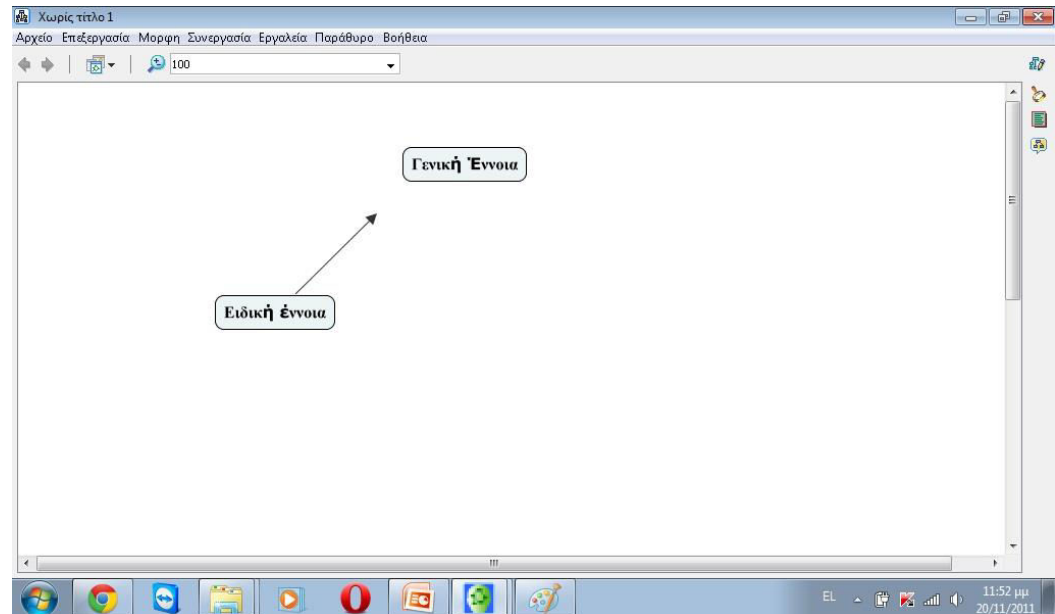 Χωρίς τίτλο 1
Αρχείο Επεξεργασία Μορφη Συνεργασία Εργαλεία Παράθυρο Βοήθεια
100
Γενική Έννοια
Ειδική έννοια
EL
11:52 μμ
20/11/2011